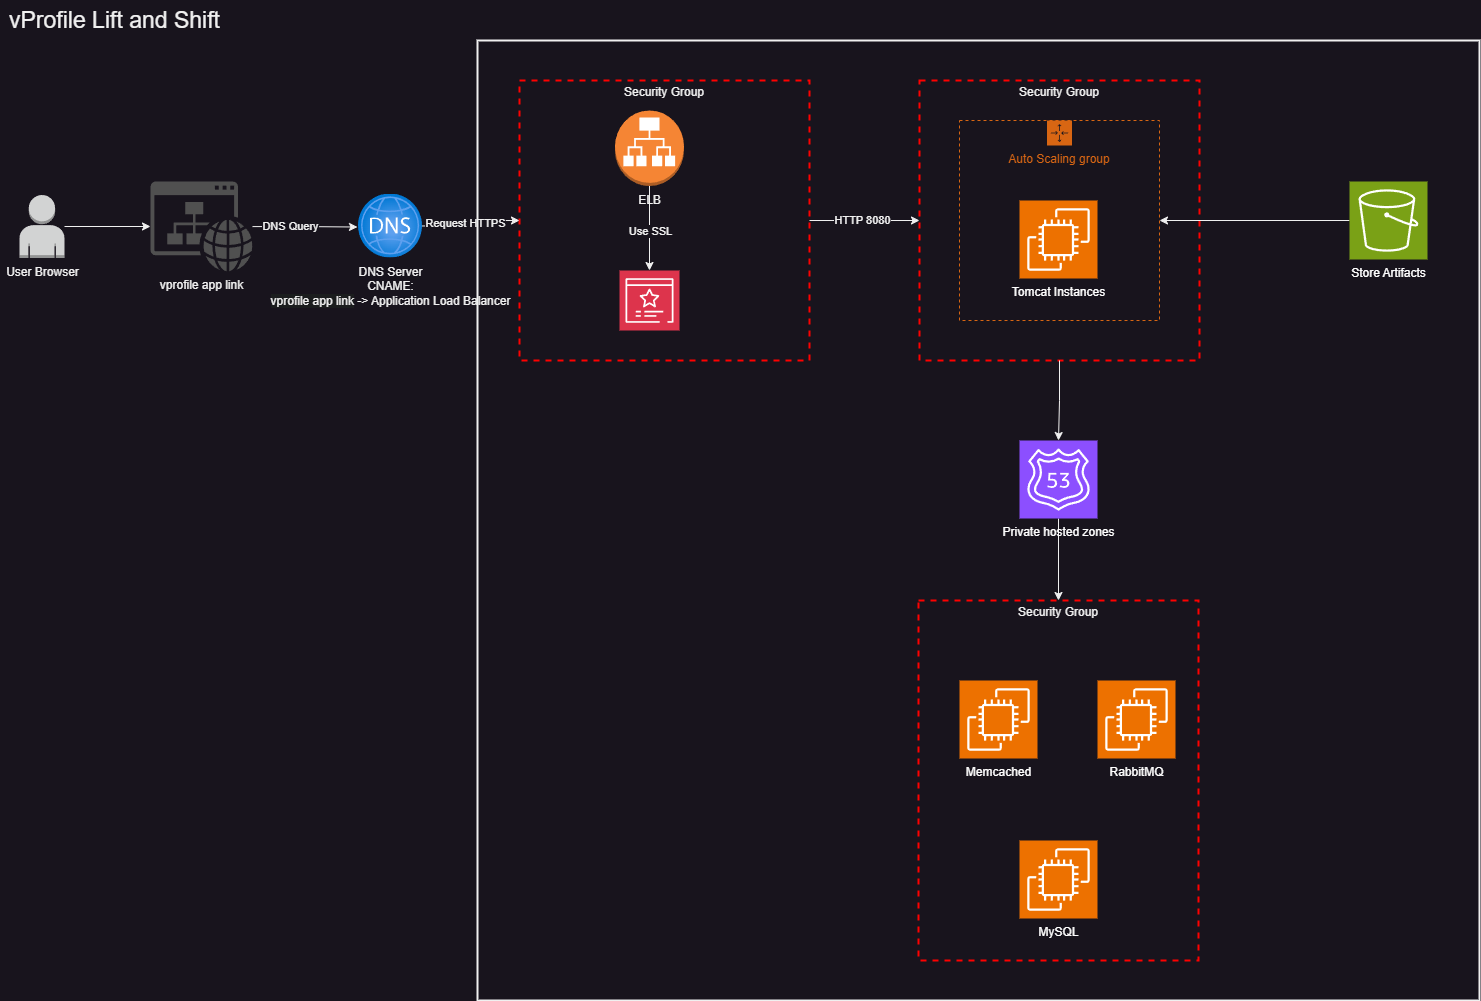 vProfile Lift and Shift
Security Group
ELB
Use SSL
Security Group
Auto Scaling group
Tomcat Instances
User Browser
vprofile app link
DNS Query
DNS
DNS Server
CNAME:
vprofile app link -> Application Load Balancer
Request HTTPS
HTTP 8080
Store Artifacts
53
Private hosted zones
Security Group
Memcached
RabbitMQ
MySQL